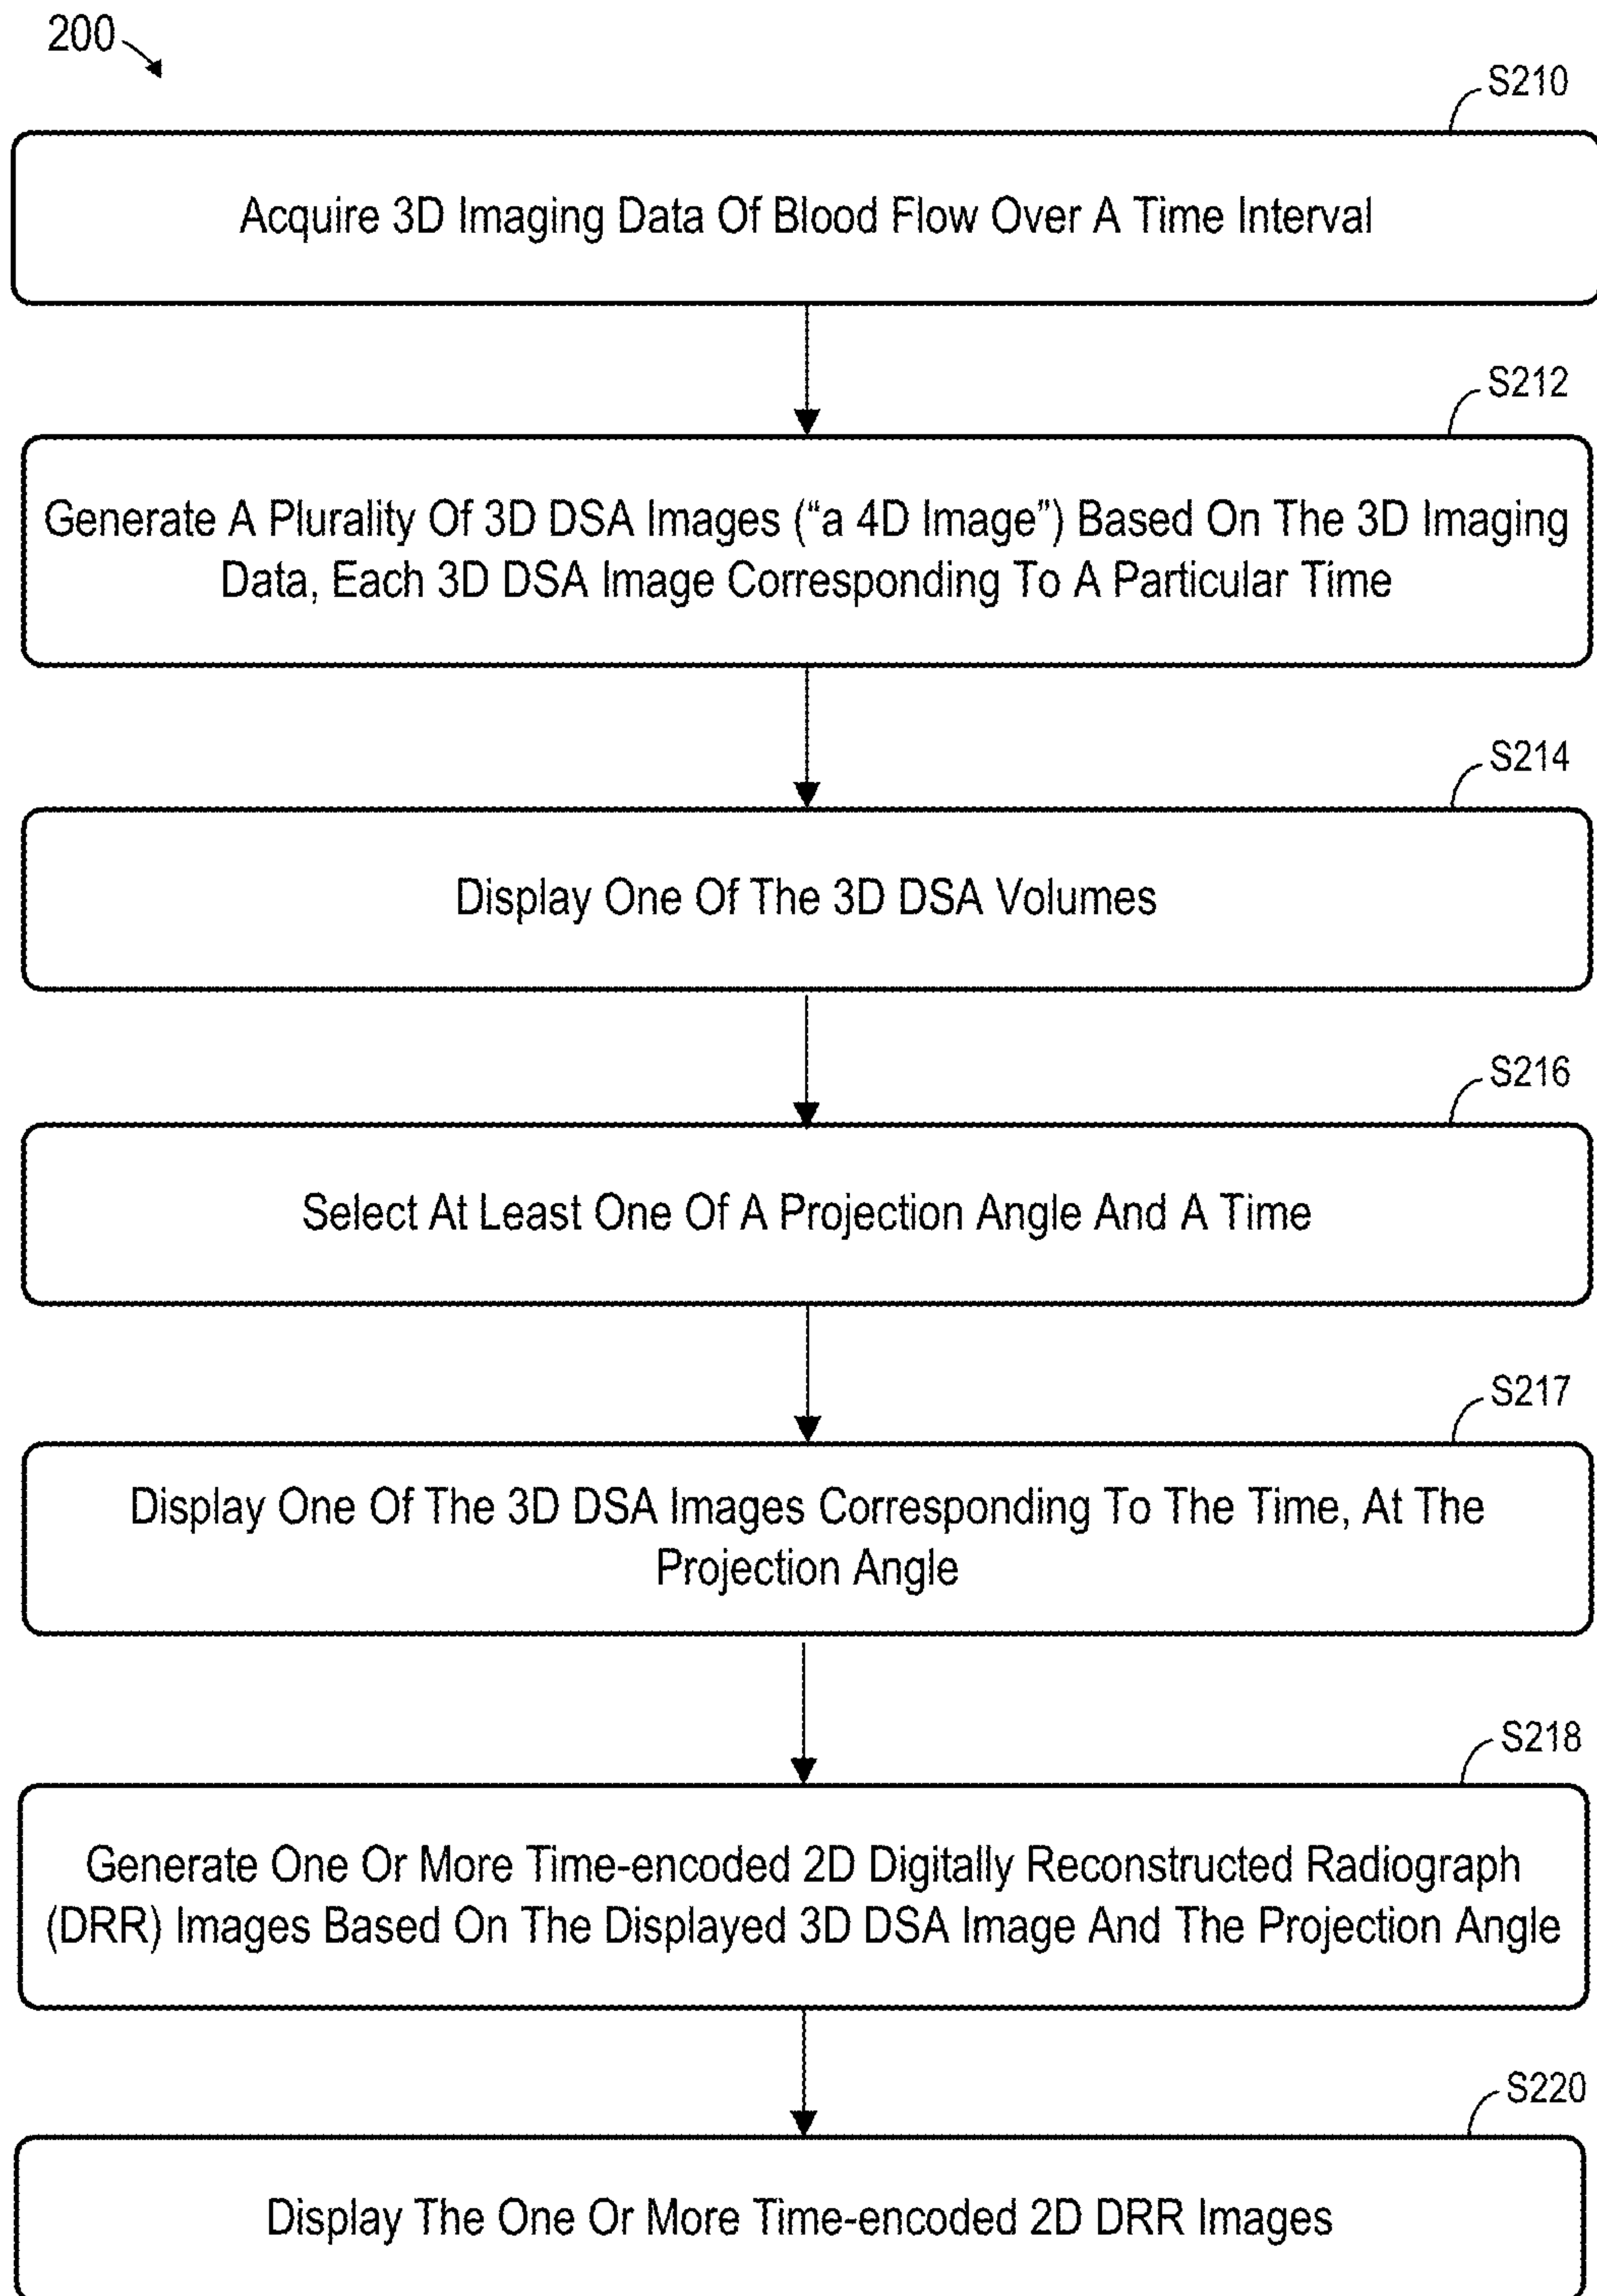 200
S210
Acquire 3D Imaging Data Of Blood Flow Over A Time Interval
S212
Generate A Plurality Of 3D DSA Images (“a 4D Image”) Based On The 3D Imaging
Data, Each 3D DSA Image Corresponding To A Particular Time
S214
Display One Of The 3D DSA Volumes
S216
Select At Least One Of A Projection Angle And A Time
S217
Display One Of The 3D DSA Images Corresponding To The Time, At The
Projection Angle
S218
Generate One Or More Time-encoded 2D Digitally Reconstructed Radiograph
(DRR) Images Based On The Displayed 3D DSA Image And The Projection Angle
S220
Display The One Or More Time-encoded 2D DRR Images